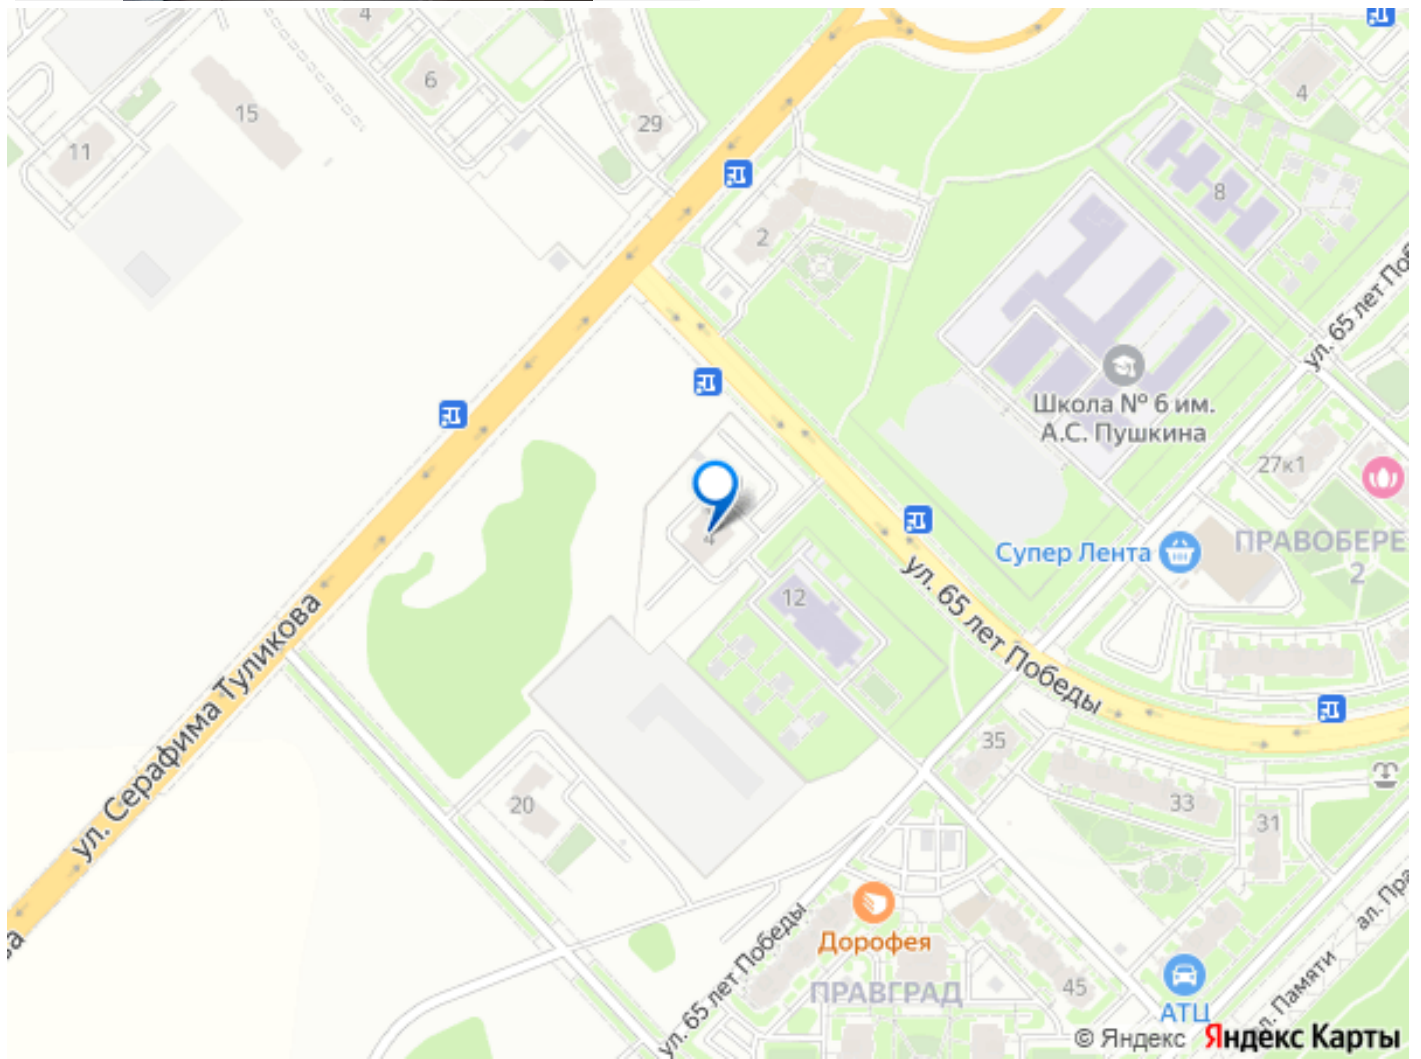 4
6
15
11
29
4
8
2
ул. 65 лет Поб
Школа № 6 им.
А.С. Пушкина
27к1
4
Супер Лента
ПРАВОБЕРЕ
2
12
ул. 65 лет Победы
ул. Серафима Туликова
35
33
31
20
ва
Дорофея
ул. 65 лет Победы
ПРАВГРАД
45
АТЦ
ал. Пра
ал. Памяти
© Яндекс Яндекс Карты